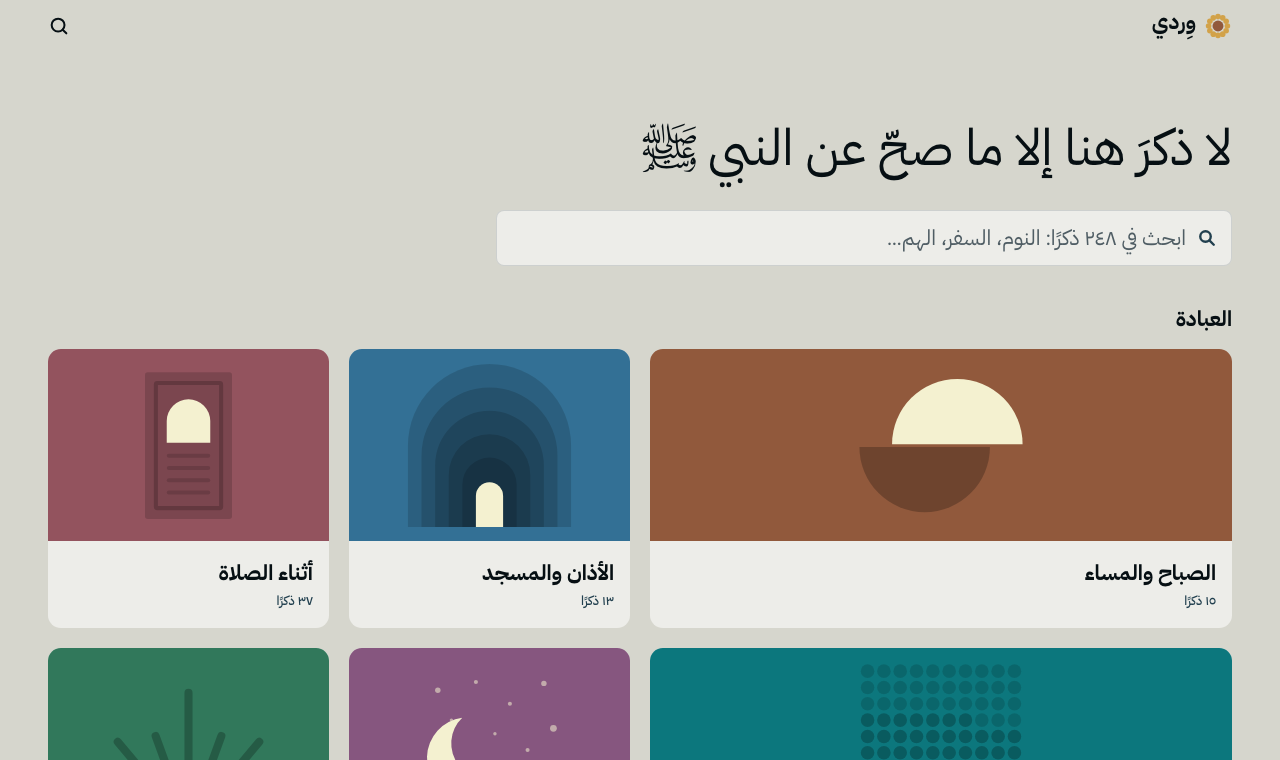 وِردي
لا ذكرَ هنا إلا ما صحّ عن النبي ﷺ
ابحث في ٢٤٨ ذكرًا: النوم، السفر، الهم...
العبادة
الصباح والمساء
١٥ ذكرًا
الأذان والمسجد
١٣ ذكرًا
أثناء الصلاة
٣٧ ذكرًا